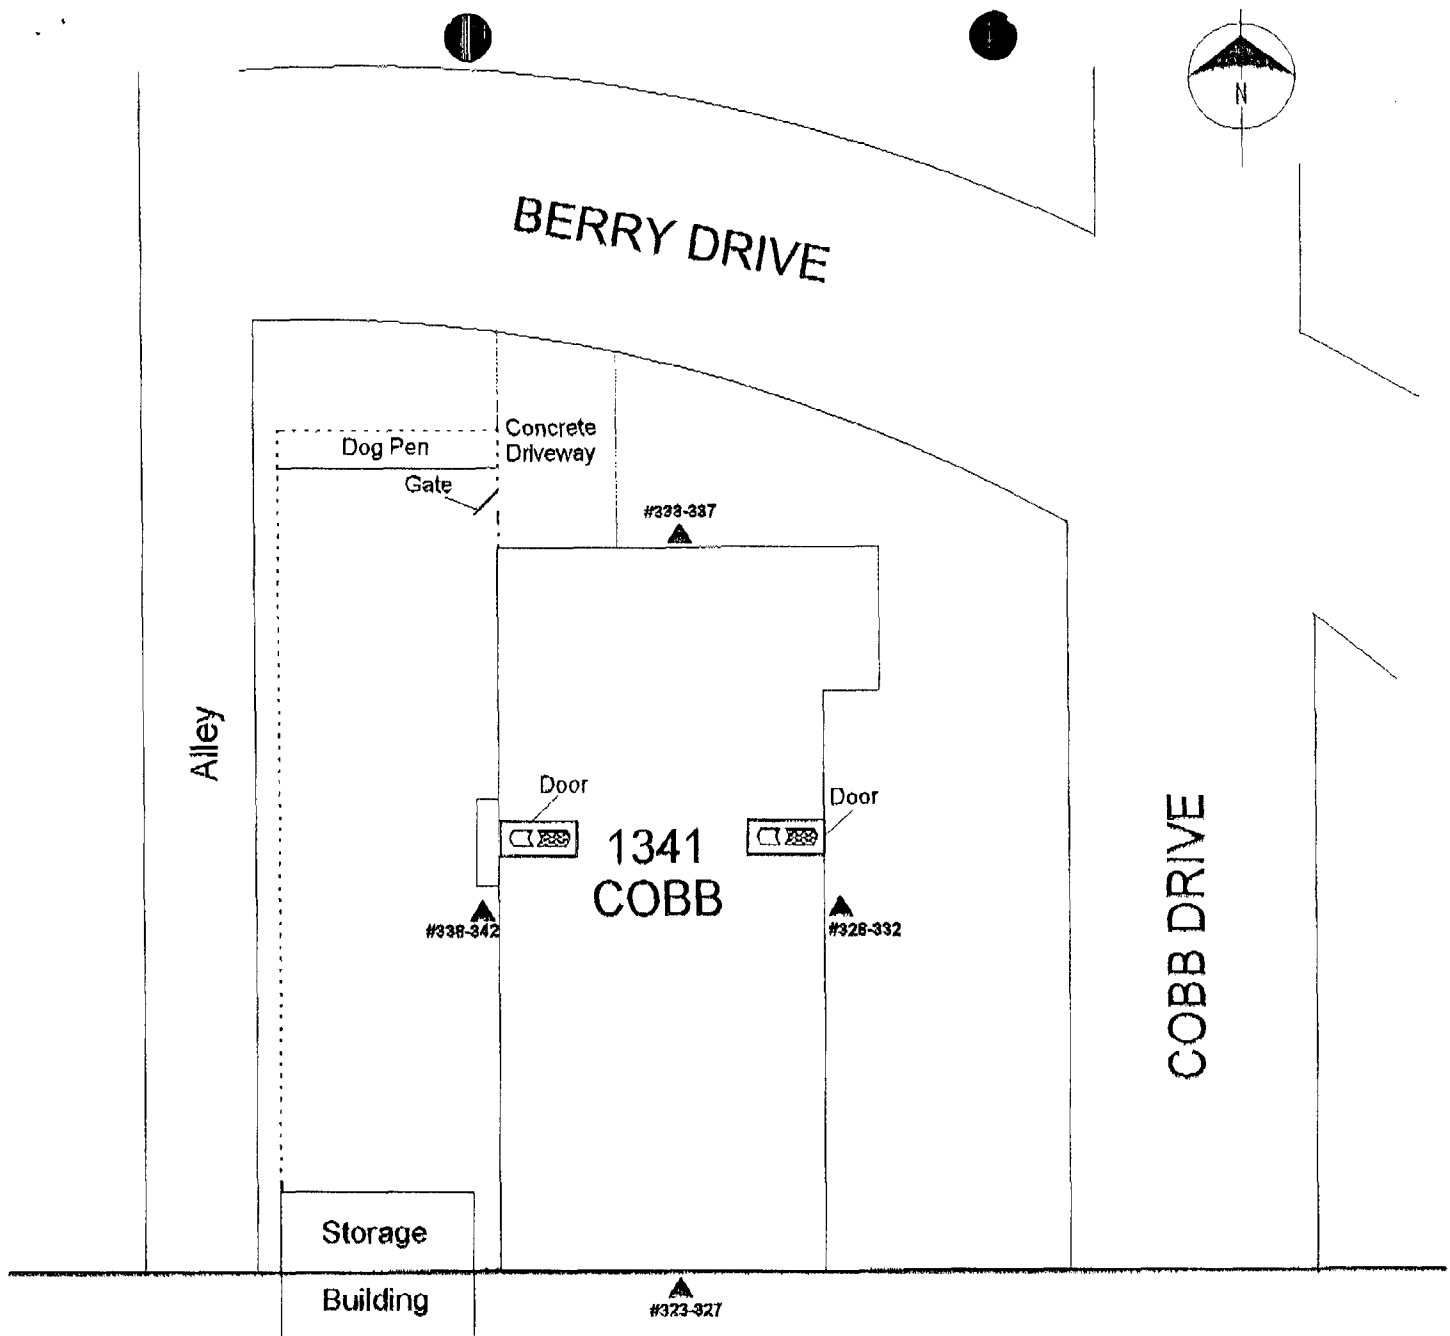 N
BERRY DRIVE
Concrete
Driveway
Dog Pen
Gate
#333-337
Alley
Door
Door
1341
COBB
#338-342
#328-332
COBB DRIVE
Storage
Building
#323-327